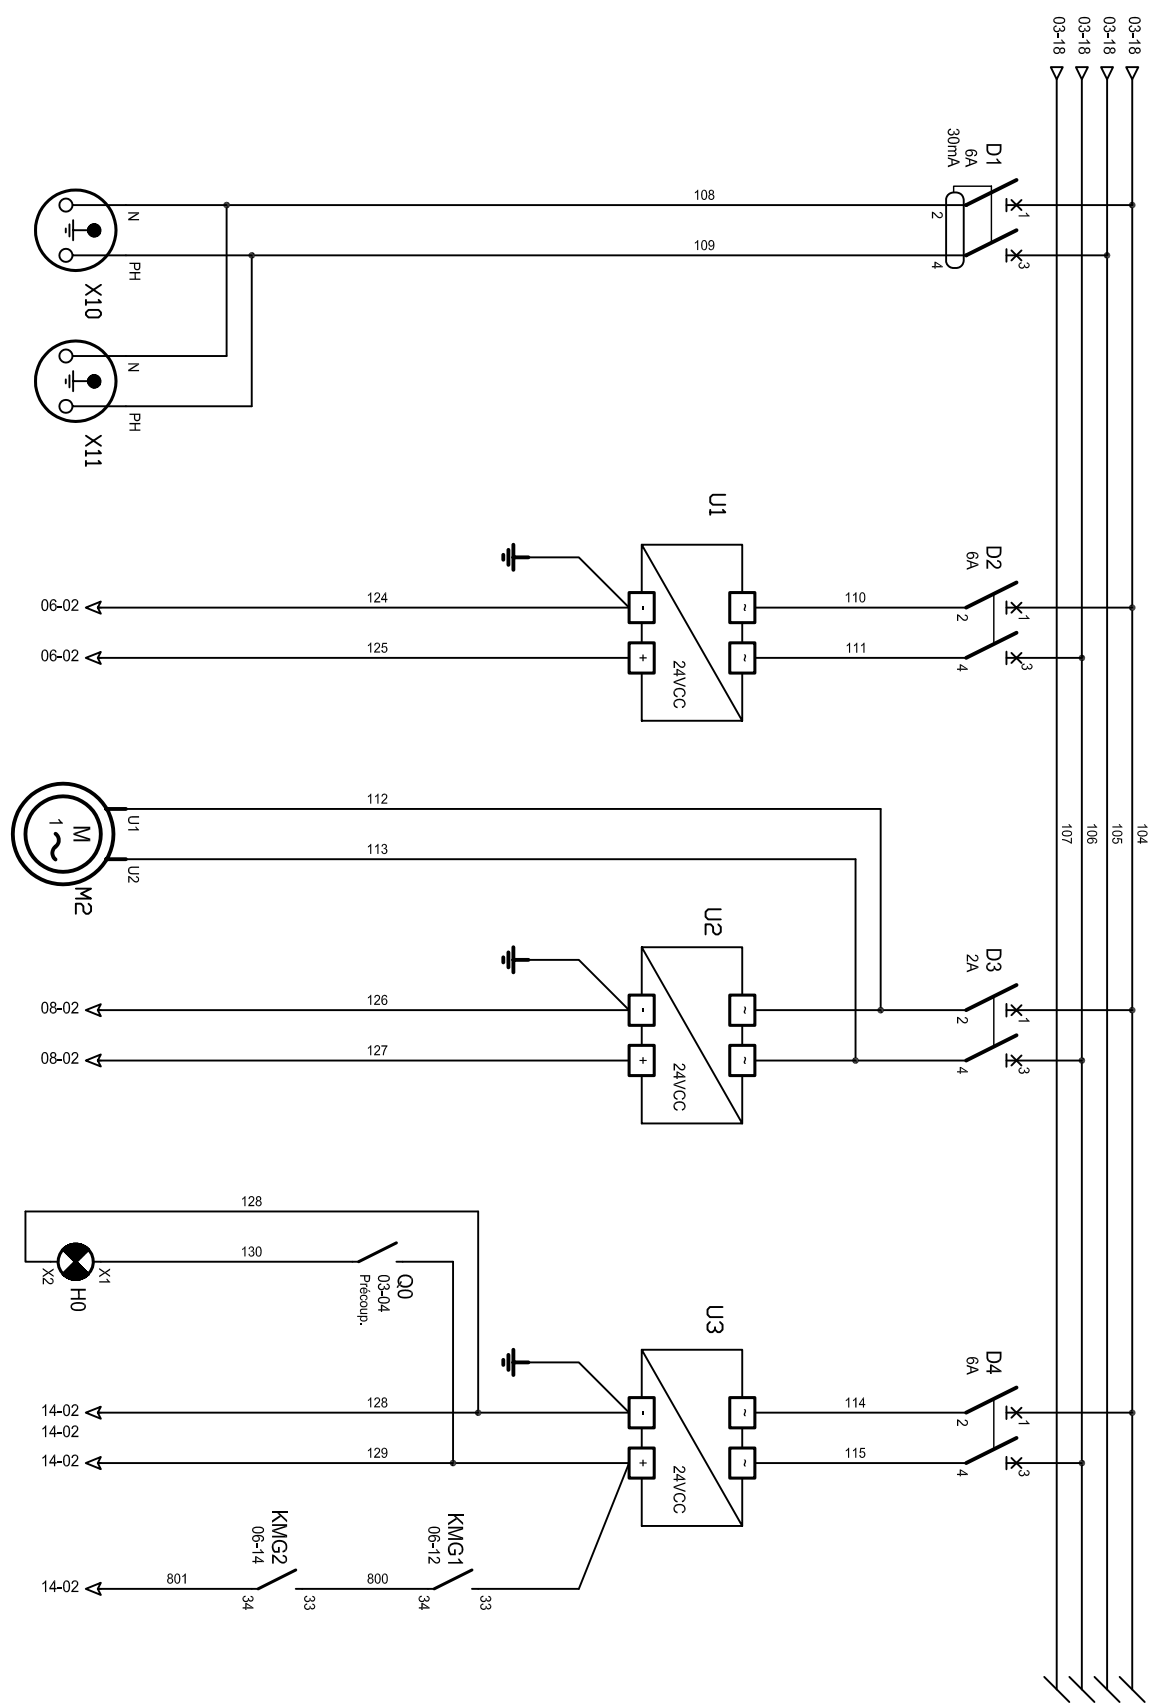 03-18
03-18
03-18
03-18
104
105
106
107
D1
6A
30mA
1
3
2
4
108
109
N
PH
X10
N
PH
X11
D2
6A
1
3
2
4
110
111
U1
~
~
24VCC
-
+
124
125
06-02
06-02
D3
2A
1
3
2
4
112
113
U1
U2
M
1~
M2
U2
~
~
24VCC
-
+
126
127
08-02
08-02
D4
6A
1
3
2
4
114
115
U3
~
~
24VCC
-
+
Q0
03-04
Précoup.
128
130
X1
X2
H0
128
129
14-02
14-02
14-02
KMG1
06-12
33
34
800
KMG2
06-14
33
34
801
14-02